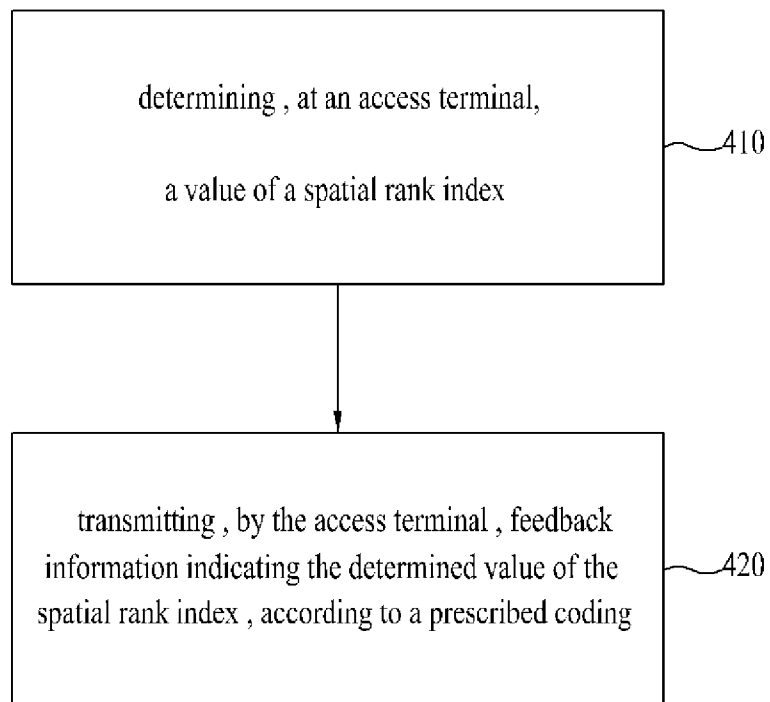 determining , at an access terminal,
a value of a spatial rank index
410
transmitting , by the access terminal , feedback
information indicating the determined value of the
spatial rank index , according to a prescribed coding
420